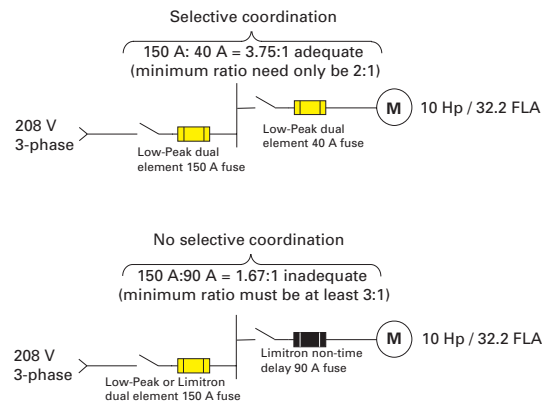 Selective coordination
150 A: 40 A = 3.75:1 adequate
(minimum ratio need only be 2:1)
208 V
3-phase
Low-Peak dual
element 150 A fuse
Low-Peak dual
element 40 A fuse
M
10 Hp / 32.2 FLA
No selective coordination
150 A:90 A = 1.67:1 inadequate
(minimum ratio must be at least 3:1)
208 V
3-phase
Low-Peak or Limitron
dual element 150 A fuse
Limitron non-time
delay 90 A fuse
M
10 Hp / 32.2 FLA